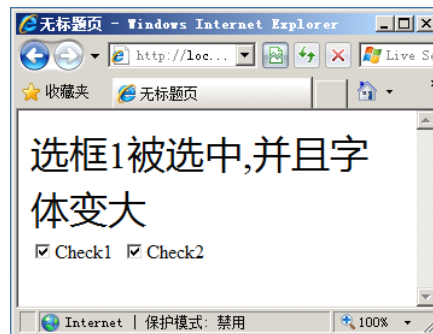 无标题页 - Windows Internet Explorer
http://loc...
Live Se
收藏夹
无标题页
选框1被选中,并且字
体变大
Check1
Check2
Internet | 保护模式: 禁用
100%